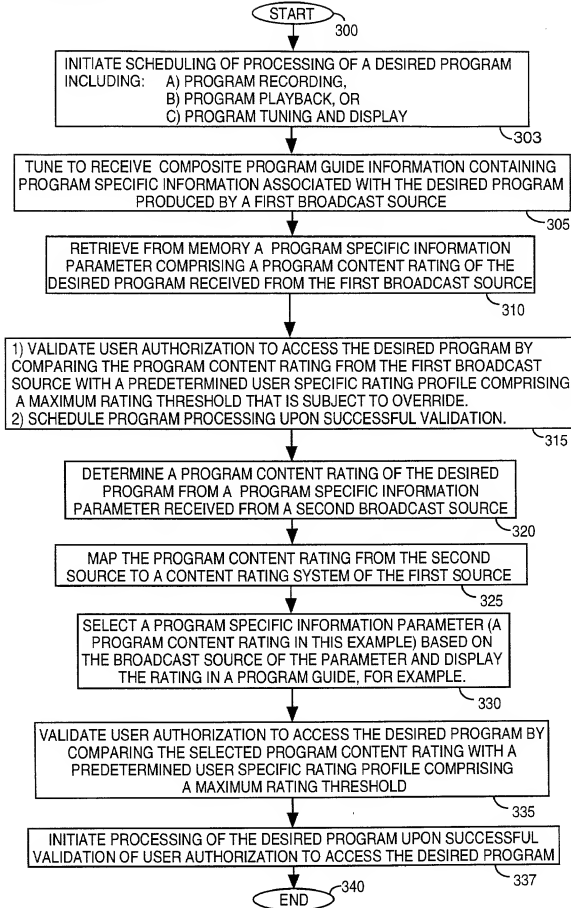 START
300
INITIATE SCHEDULING OF PROCESSING OF A DESIRED PROGRAM
INCLUDING: A) PROGRAM RECORDING,
B) PROGRAM PLAYBACK, OR
C) PROGRAM TUNING AND DISPLAY
303
TUNE TO RECEIVE COMPOSITE PROGRAM GUIDE INFORMATION CONTAINING
PROGRAM SPECIFIC INFORMATION ASSOCIATED WITH THE DESIRED PROGRAM
PRODUCED BY A FIRST BROADCAST SOURCE
305
RETRIEVE FROM MEMORY A PROGRAM SPECIFIC INFORMATION
PARAMETER COMPRISING A PROGRAM CONTENT RATING OF THE
DESIRED PROGRAM RECEIVED FROM THE FIRST BROADCAST SOURCE
310
1) VALIDATE USER AUTHORIZATION TO ACCESS THE DESIRED PROGRAM BY
COMPARING THE PROGRAM CONTENT RATING FROM THE FIRST BROADCAST
SOURCE WITH A PREDETERMINED USER SPECIFIC RATING PROFILE COMPRISING
A MAXIMUM RATING THRESHOLD THAT IS SUBJECT TO OVERRIDE.
2) SCHEDULE PROGRAM PROCESSING UPON SUCCESSFUL VALIDATION.
315
DETERMINE A PROGRAM CONTENT RATING OF THE DESIRED
PROGRAM FROM A PROGRAM SPECIFIC INFORMATION
PARAMETER RECEIVED FROM A SECOND BROADCAST SOURCE
320
MAP THE PROGRAM CONTENT RATING FROM THE SECOND
SOURCE TO A CONTENT RATING SYSTEM OF THE FIRST SOURCE
325
SELECT A PROGRAM SPECIFIC INFORMATION PARAMETER (A
PROGRAM CONTENT RATING IN THIS EXAMPLE) BASED ON
THE BROADCAST SOURCE OF THE PARAMETER AND DISPLAY
THE RATING IN A PROGRAM GUIDE, FOR EXAMPLE.
330
VALIDATE USER AUTHORIZATION TO ACCESS THE DESIRED PROGRAM BY
COMPARING THE SELECTED PROGRAM CONTENT RATING WITH A
PREDETERMINED USER SPECIFIC RATING PROFILE COMPRISING
A MAXIMUM RATING THRESHOLD
335
INITIATE PROCESSING OF THE DESIRED PROGRAM UPON SUCCESSFUL
VALIDATION OF USER AUTHORIZATION TO ACCESS THE DESIRED PROGRAM
337
END
340